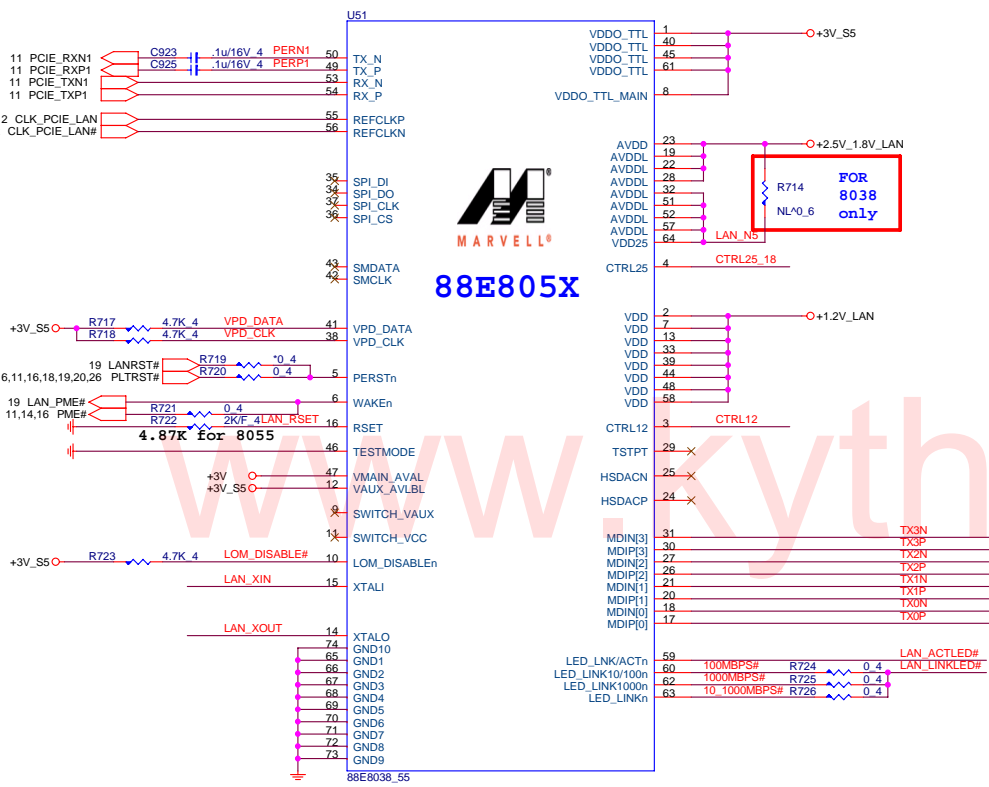 U51
11 PCIE_RXN1 C923 .1u/16V_4 PERN1 50 TX_N
11 PCIE_RXP1 C925 .1u/16V_4 PERP1 49 TX_P
11 PCIE_TXN1 53 RX_N
11 PCIE_TXP1 54 RX_P
2 CLK_PCIE_LAN 55 REFCLKP
CLK_PCIE_LAN# 56 REFCLKN
35 SPI_DI
34 SPI_DO
37 SPI_CLK
36 SPI_CS
43 SMDATA
42 SMCLK
+3V_S5 R717 4.7K_4 VPD_DATA 41 VPD_DATA
R718 4.7K_4 VPD_CLK 38 VPD_CLK
19 LANRST# R719 *0_4
6,11,16,18,19,20,26 PLTRST# R720 0_4 5 PERSTn
19 LAN_PME# 6 WAKEn
11,14,16 PME# R721 0_4
R722 2K/F_4 LAN_RSET 16 RSET
4.87K for 8055
46 TESTMODE
+3V 47 VMAIN_AVAL
+3V_S5 12 VAUX_AVLBL
9 SWITCH_VAUX
11 SWITCH_VCC
+3V_S5 R723 4.7K_4 LOM_DISABLE# 10 LOM_DISABLEn
LAN_XIN 15 XTALI
LAN_XOUT 14 XTALO
74 GND10
65 GND1
66 GND2
67 GND3
68 GND4
69 GND5
70 GND6
71 GND7
72 GND8
73 GND9
88E8038_55
MARVELL®
88E805X
VDDO_TTL 1 +3V_S5
VDDO_TTL 40
VDDO_TTL 45
VDDO_TTL 61
VDDO_TTL_MAIN 8
AVDD 23 +2.5V_1.8V_LAN
AVDDL 19
AVDDL 22
AVDDL 28
AVDDL 32
AVDDL 51
AVDDL 52
AVDDL 57
VDD25 64 LAN_N5
R714
NL^0_6
FOR
8038
only
CTRL25 4 CTRL25_18
VDD 2 +1.2V_LAN
VDD 7
VDD 13
VDD 33
VDD 39
VDD 44
VDD 48
VDD 58
CTRL12 3 CTRL12
TSTPT 29
HSDACN 25
HSDACP 24
MDIN[3] 31 TX3N
MDIP[3] 30 TX3P
MDIN[2] 27 TX2N
MDIP[2] 26 TX2P
MDIN[1] 21 TX1N
MDIP[1] 20 TX1P
MDIN[0] 18 TX0N
MDIP[0] 17 TX0P
LED_LNK/ACTn 59 LAN_ACTLED#
LED_LINK10/100n 60 100MBPS# R724 0_4 LAN_LINKLED#
LED_LINK1000n 62 1000MBPS# R725 0_4
LED_LINKn 63 10_1000MBPS# R726 0_4
www.kyth